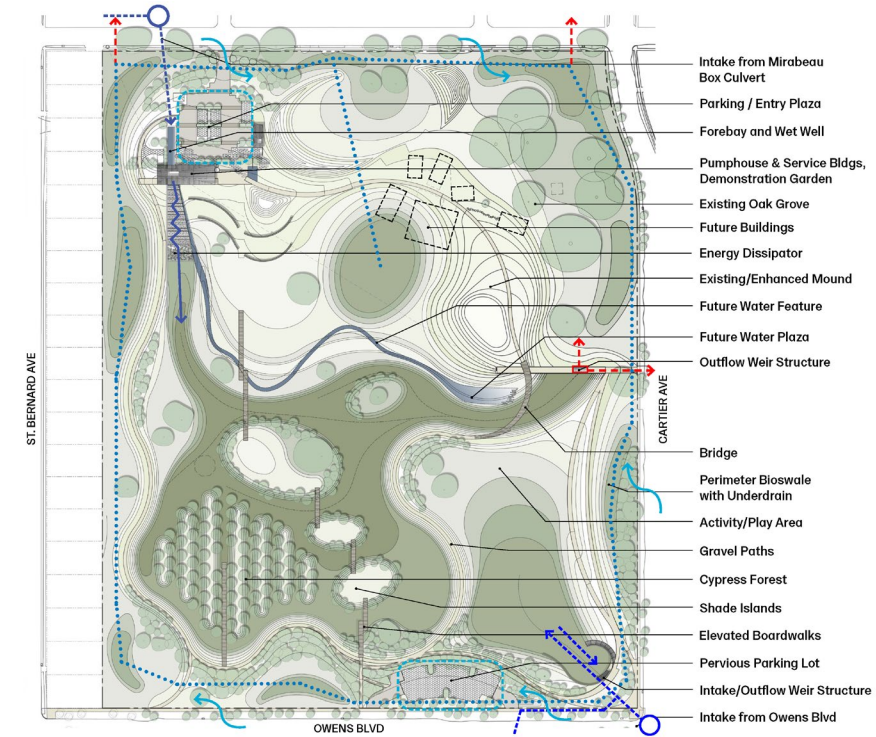 Intake from Mirabeau
Box Culvert
Parking / Entry Plaza
Forebay and Wet Well
Pumphouse & Service Bldgs,
Demonstration Garden
Existing Oak Grove
Future Buildings
Energy Dissipator
Existing/Enhanced Mound
Future Water Feature
Future Water Plaza
Outflow Weir Structure
ST. BERNARD AVE
CARTIER AVE
Bridge
Perimeter Bioswale
with Underdrain
Activity/Play Area
Gravel Paths
Cypress Forest
Shade Islands
Elevated Boardwalks
Pervious Parking Lot
Intake/Outflow Weir Structure
Intake from Owens Blvd
OWENS BLVD